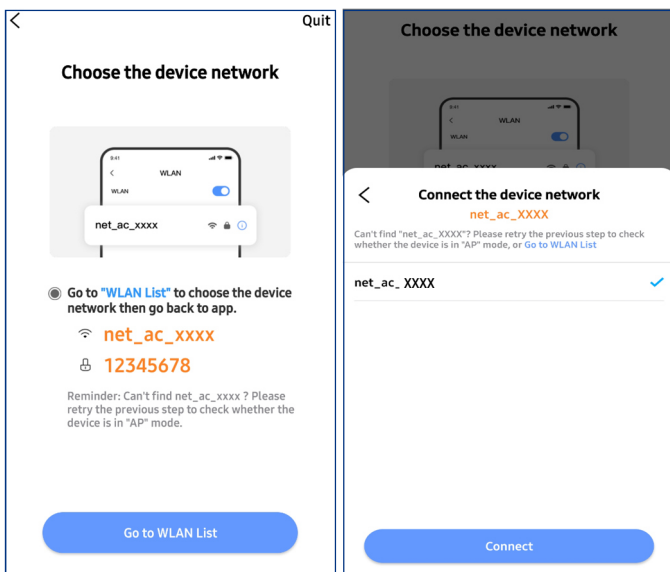 Quit
Choose the device network
9:41
WLAN
WLAN
net_ac_xxxx
Go to "WLAN List" to choose the device
network then go back to app.
net_ac_xxxx
12345678
Reminder: Can't find net_ac_xxxx ? Please
retry the previous step to check whether the
device is in "AP" mode.
Go to WLAN List
Choose the device network
9:41
WLAN
WLAN
net_ac_xxxx
Connect the device network
net_ac_XXXX
Can't find "net_ac_XXXX"? Please retry the previous step to check
whether the device is in "AP" mode, or Go to WLAN List
net_ac_ XXXX
Connect